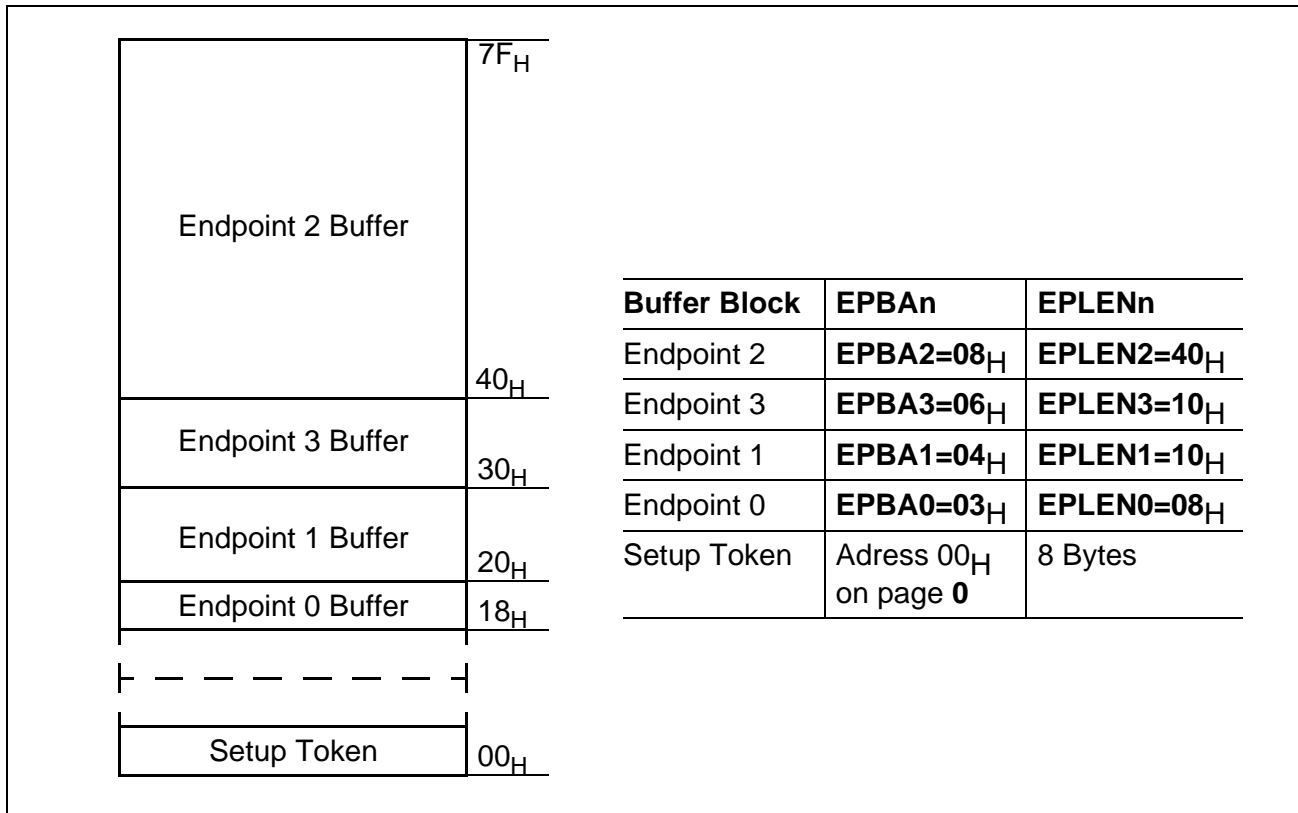 7FH
Endpoint 2 Buffer
40H
Endpoint 3 Buffer
30H
Endpoint 1 Buffer
20H
Endpoint 0 Buffer
18H
Setup Token
00H
Buffer Block EPBAn EPLENn
Endpoint 2 EPBA2=08H EPLEN2=40H
Endpoint 3 EPBA3=06H EPLEN3=10H
Endpoint 1 EPBA1=04H EPLEN1=10H
Endpoint 0 EPBA0=03H EPLEN0=08H
Setup Token Adress 00H 8 Bytes
on page 0